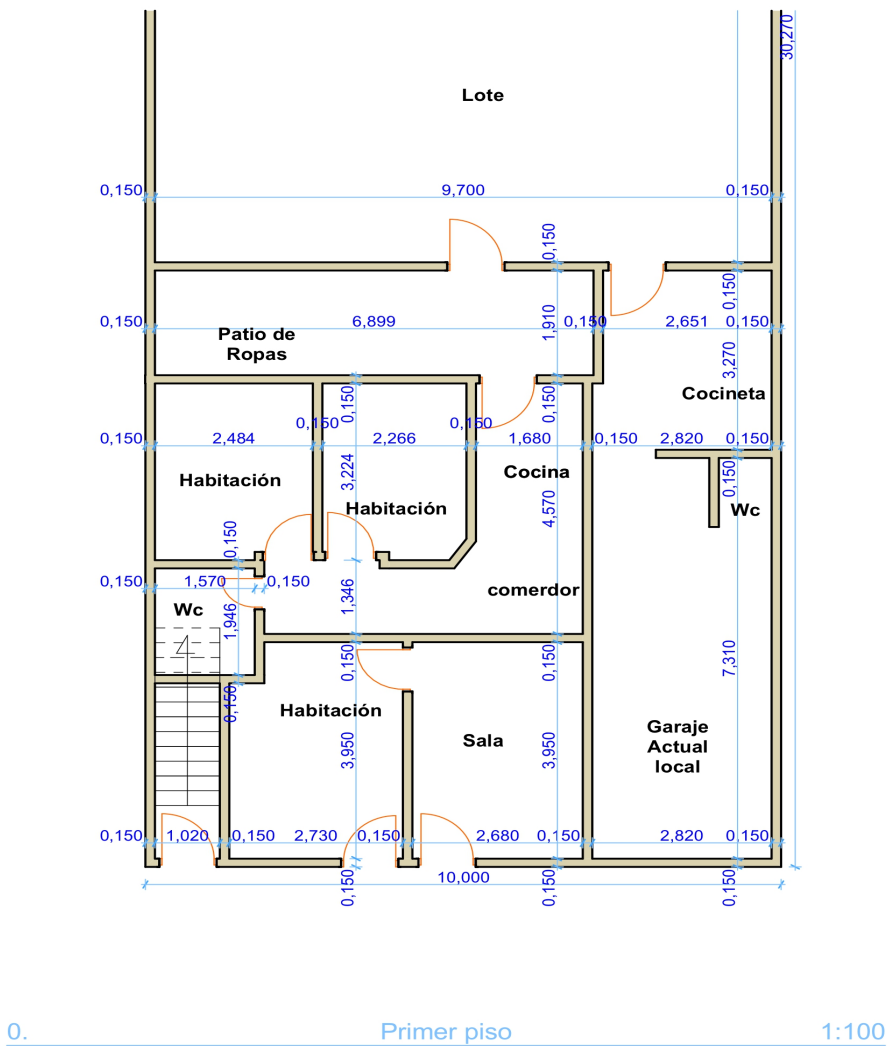 30,270
Lote
0,150 9,700 0,150
0,150
0,150
0,150 6,899 1,910 0,150 2,651 0,150
Patio de
Ropas
3,270
Cocineta
0,150 0,150
0,150 0,150
0,150 2,484 2,266 1,680 0,150 2,820 0,150
3,224
Cocina
0,150
Habitación
4,570
Habitación
Wc
0,150
0,150 1,570 0,150
comerdor
1,346
Wc
1,946
0,150 0,150
7,310
0,150
Habitación
Garaje
Sala
Actual
3,950 3,950
local
0,150 1,020 0,150 2,730 0,150 2,680 0,150 2,820 0,150
10,000
0,150 0,150 0,150
0. Primer piso 1:100